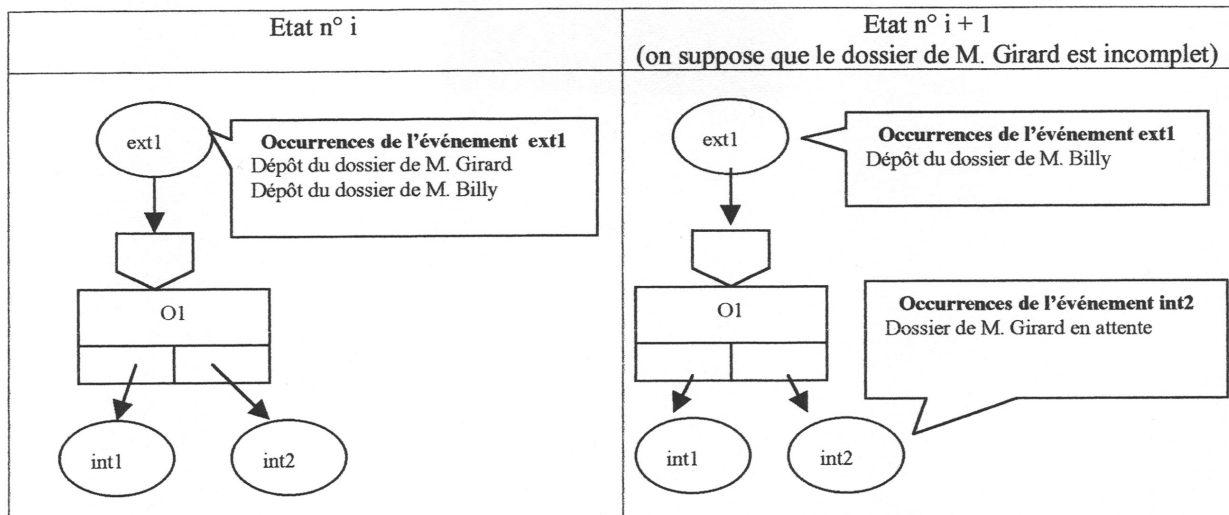 Etat n° i
Etat n° i + 1
(on suppose que le dossier de M. Girard est incomplet)
ext1
Occurrences de l'événement ext1
Dépôt du dossier de M. Girard
Dépôt du dossier de M. Billy
O1
int1
int2
ext1
Occurrences de l'événement ext1
Dépôt du dossier de M. Billy
O1
Occurrences de l'événement int2
Dossier de M. Girard en attente
int1
int2